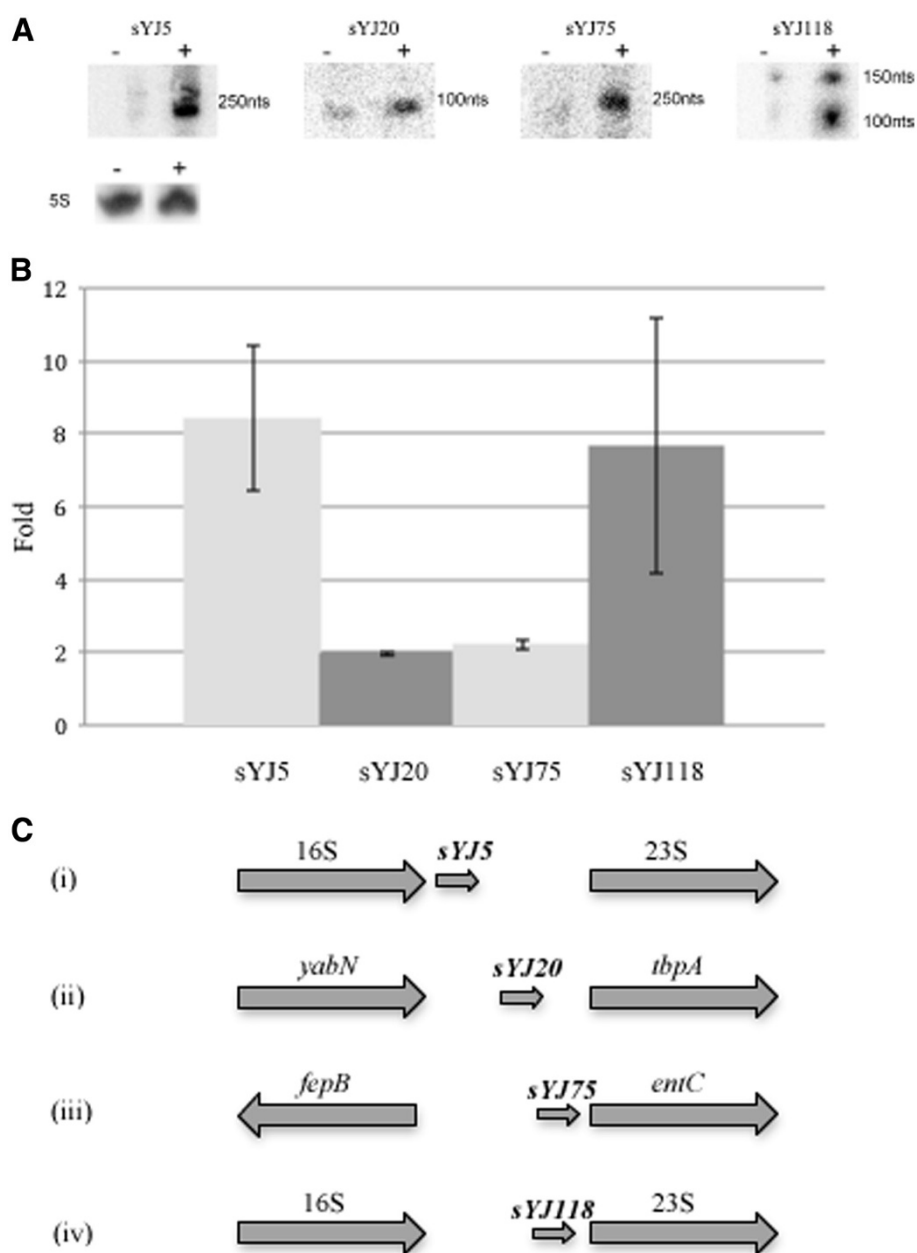 A
sYJ5 sYJ20 sYJ75 sYJ118
- + - + - + - +
250nts 100nts 250nts 150nts
100nts
- +
5S
B
12
10
8
6
4
2
0
Fold
sYJ5 sYJ20 sYJ75 sYJ118
C
16S sYJ5 23S
(i)
yabN sYJ20 tbpA
(ii)
fepB sYJ75 entC
(iii)
16S sYJ118 23S
(iv)